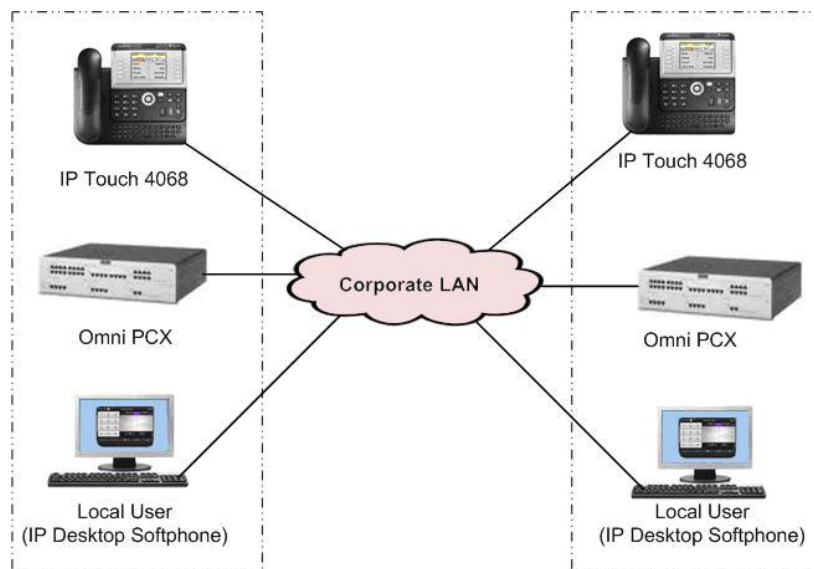 IP Touch 4068
IP Touch 4068
Corporate LAN
Omni PCX
Omni PCX
Local User
(IP Desktop Softphone)
Local User
(IP Desktop Softphone)